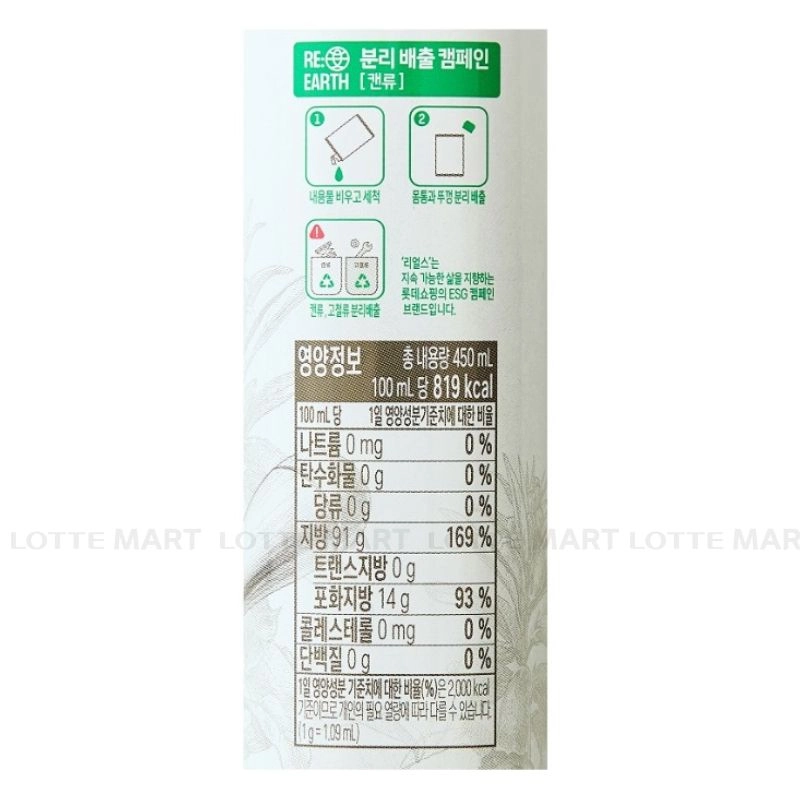 RE: 분리 배출 캠페인
EARTH [캔류]
1
2
내용물 비우고 세척
몸통과 뚜껑 분리 배출
!
캔류
고철류
캔류, 고철류 분리배출
'리얼스'는
지속 가능한 삶을 지향하는
롯데쇼핑의 ESG 캠페인
브랜드입니다.
영양정보 총 내용량 450 mL
100 mL 당 819 kcal
100 mL 당 1일 영양성분기준치에 대한 비율
나트륨 0 mg 0 %
탄수화물 0 g 0 %
당류 0 g 0 %
지방 91 g 169 %
LOTTE MART LOTTE MART LOTTE MART LOTTE MAR
트랜스지방 0 g
포화지방 14 g 93 %
콜레스테롤 0 mg 0 %
단백질 0 g 0 %
1일 영양성분 기준치에 대한 비율(%)은 2,000 kcal
기준이므로 개인의 필요 열량에 따라 다를 수 있습니다.
(1 g = 1.09 mL)